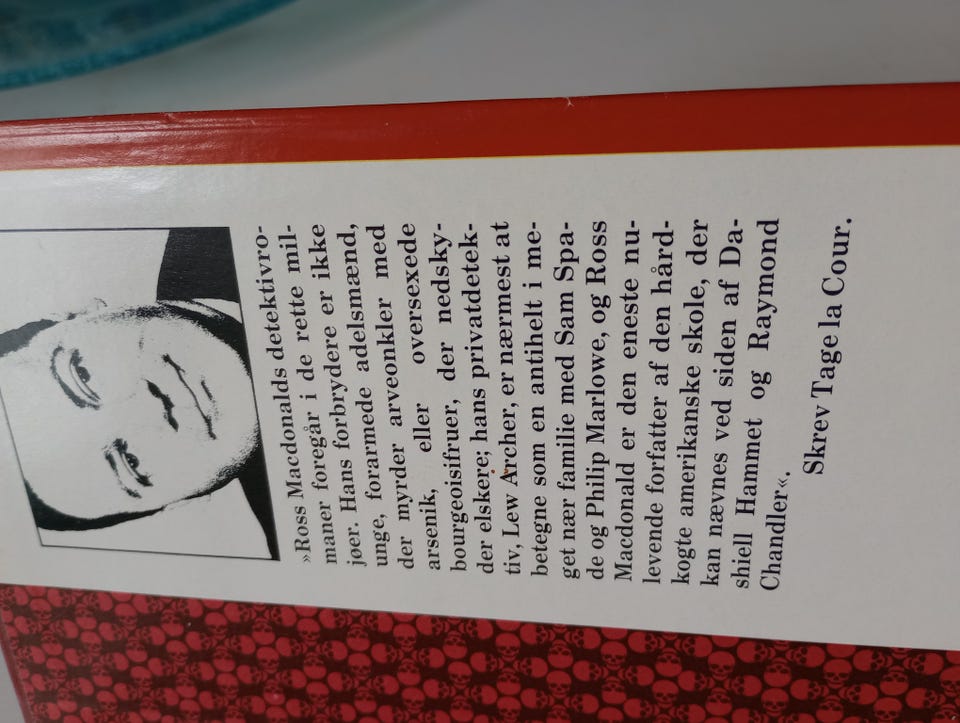 »Ross Macdonalds detektivro-
maner foregår i de rette mil-
jøer. Hans forbrydere er ikke
unge, forarmede adelsmænd,
der myrder arveonkler med
arsenik, eller oversexede
bourgeoisifruer, der nedsky-
der elskere; hans privatdetek-
tiv, Lew Archer, er nærmest at
betegne som en antihelt i me-
get nær familie med Sam Spa-
de og Philip Marlowe, og Ross
Macdonald er den eneste nu-
levende forfatter af den hård-
kogte amerikanske skole, der
kan nævnes ved siden af Da-
shiell Hammet og Raymond
Chandler«.
Skrev Tage la Cour.